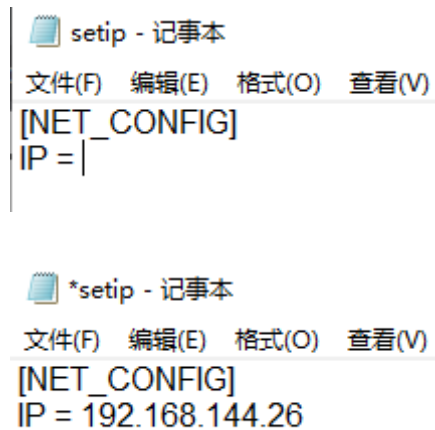 setip - 记事本
文件(F) 编辑(E) 格式(O) 查看(V)
[NET_CONFIG]
IP =
*setip - 记事本
文件(F) 编辑(E) 格式(O) 查看(V)
[NET_CONFIG]
IP = 192.168.144.26